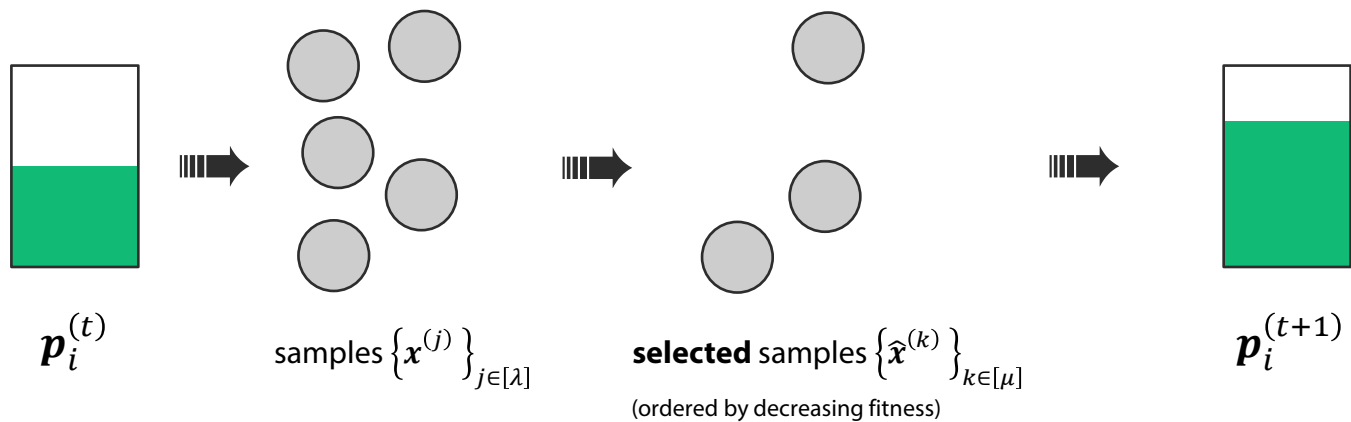 p_i^{(t)}
samples {x^{(j)}}_{j∈[λ]}
selected samples {x̂^{(k)}}_{k∈[μ]}
(ordered by decreasing fitness)
p_i^{(t+1)}